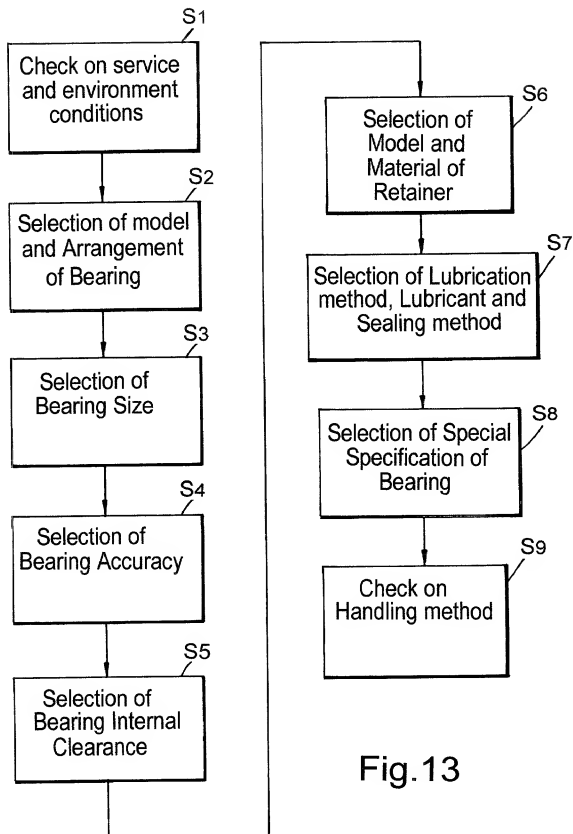 S1
Check on service
and environment
conditions
S2
Selection of model
and Arrangement
of Bearing
S3
Selection of
Bearing Size
S4
Selection of
Bearing Accuracy
S5
Selection of
Bearing Internal
Clearance
S6
Selection of
Model and
Material of
Retainer
S7
Selection of Lubrication
method, Lubricant and
Sealing method
S8
Selection of Special
Specification of
Bearing
S9
Check on
Handling method
Fig.13